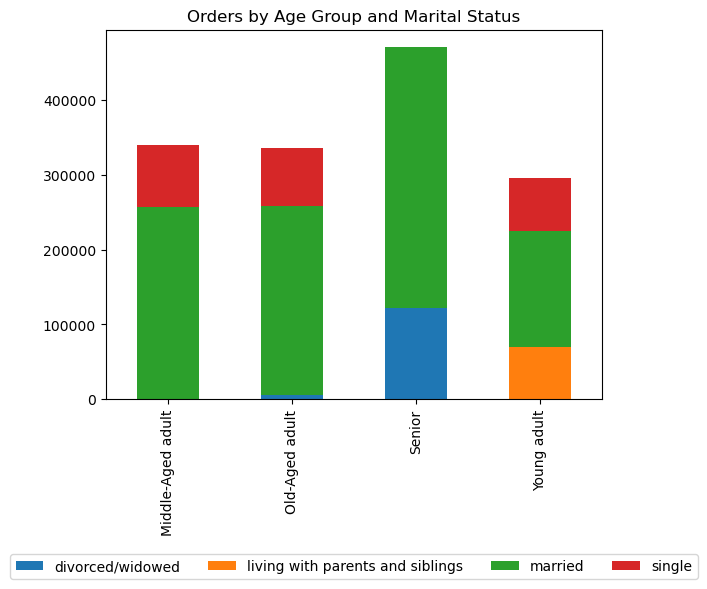 Orders by Age Group and Marital Status
400000
300000
200000
100000
0
Middle-Aged adult
Old-Aged adult
Senior
Young adult
divorced/widowed living with parents and siblings married single